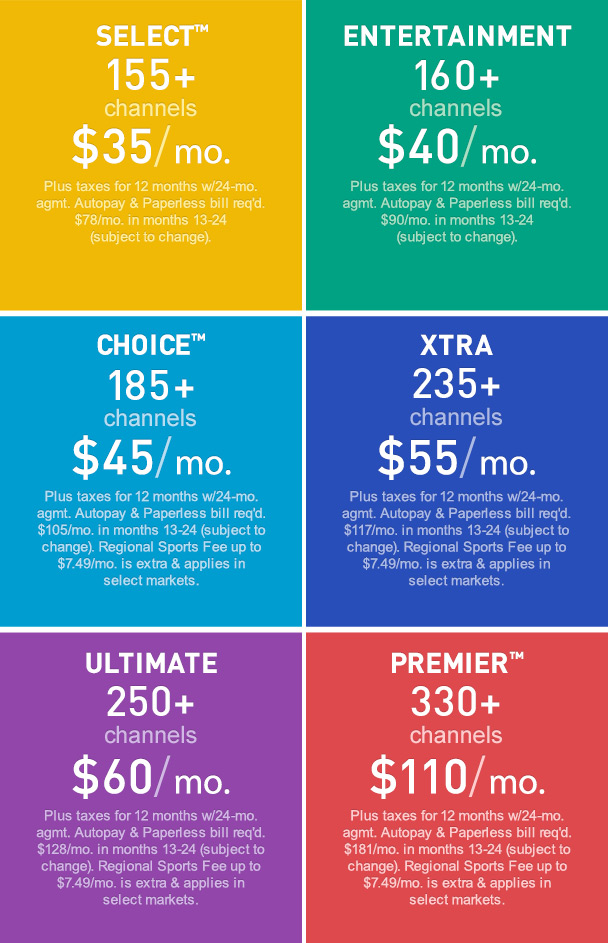 SELECT™
155+
channels
$35/mo.
Plus taxes for 12 months w/24-mo.
agmt. Autopay & Paperless bill req'd.
$78/mo. in months 13-24
(subject to change).
ENTERTAINMENT
160+
channels
$40/mo.
Plus taxes for 12 months w/24-mo.
agmt. Autopay & Paperless bill req'd.
$90/mo. in months 13-24
(subject to change).
CHOICE™
185+
channels
$45/mo.
Plus taxes for 12 months w/24-mo.
agmt. Autopay & Paperless bill req'd.
$105/mo. in months 13-24 (subject to
change). Regional Sports Fee up to
$7.49/mo. is extra & applies in
select markets.
XTRA
235+
channels
$55/mo.
Plus taxes for 12 months w/24-mo.
agmt. Autopay & Paperless bill req'd.
$117/mo. in months 13-24 (subject to
change). Regional Sports Fee up to
$7.49/mo. is extra & applies in
select markets.
ULTIMATE
250+
channels
$60/mo.
Plus taxes for 12 months w/24-mo.
agmt. Autopay & Paperless bill req'd.
$128/mo. in months 13-24 (subject to
change). Regional Sports Fee up to
$7.49/mo. is extra & applies in
select markets.
PREMIER™
330+
channels
$110/mo.
Plus taxes for 12 months w/24-mo.
agmt. Autopay & Paperless bill req'd.
$181/mo. in months 13-24 (subject to
change). Regional Sports Fee up to
$7.49/mo. is extra & applies in
select markets.